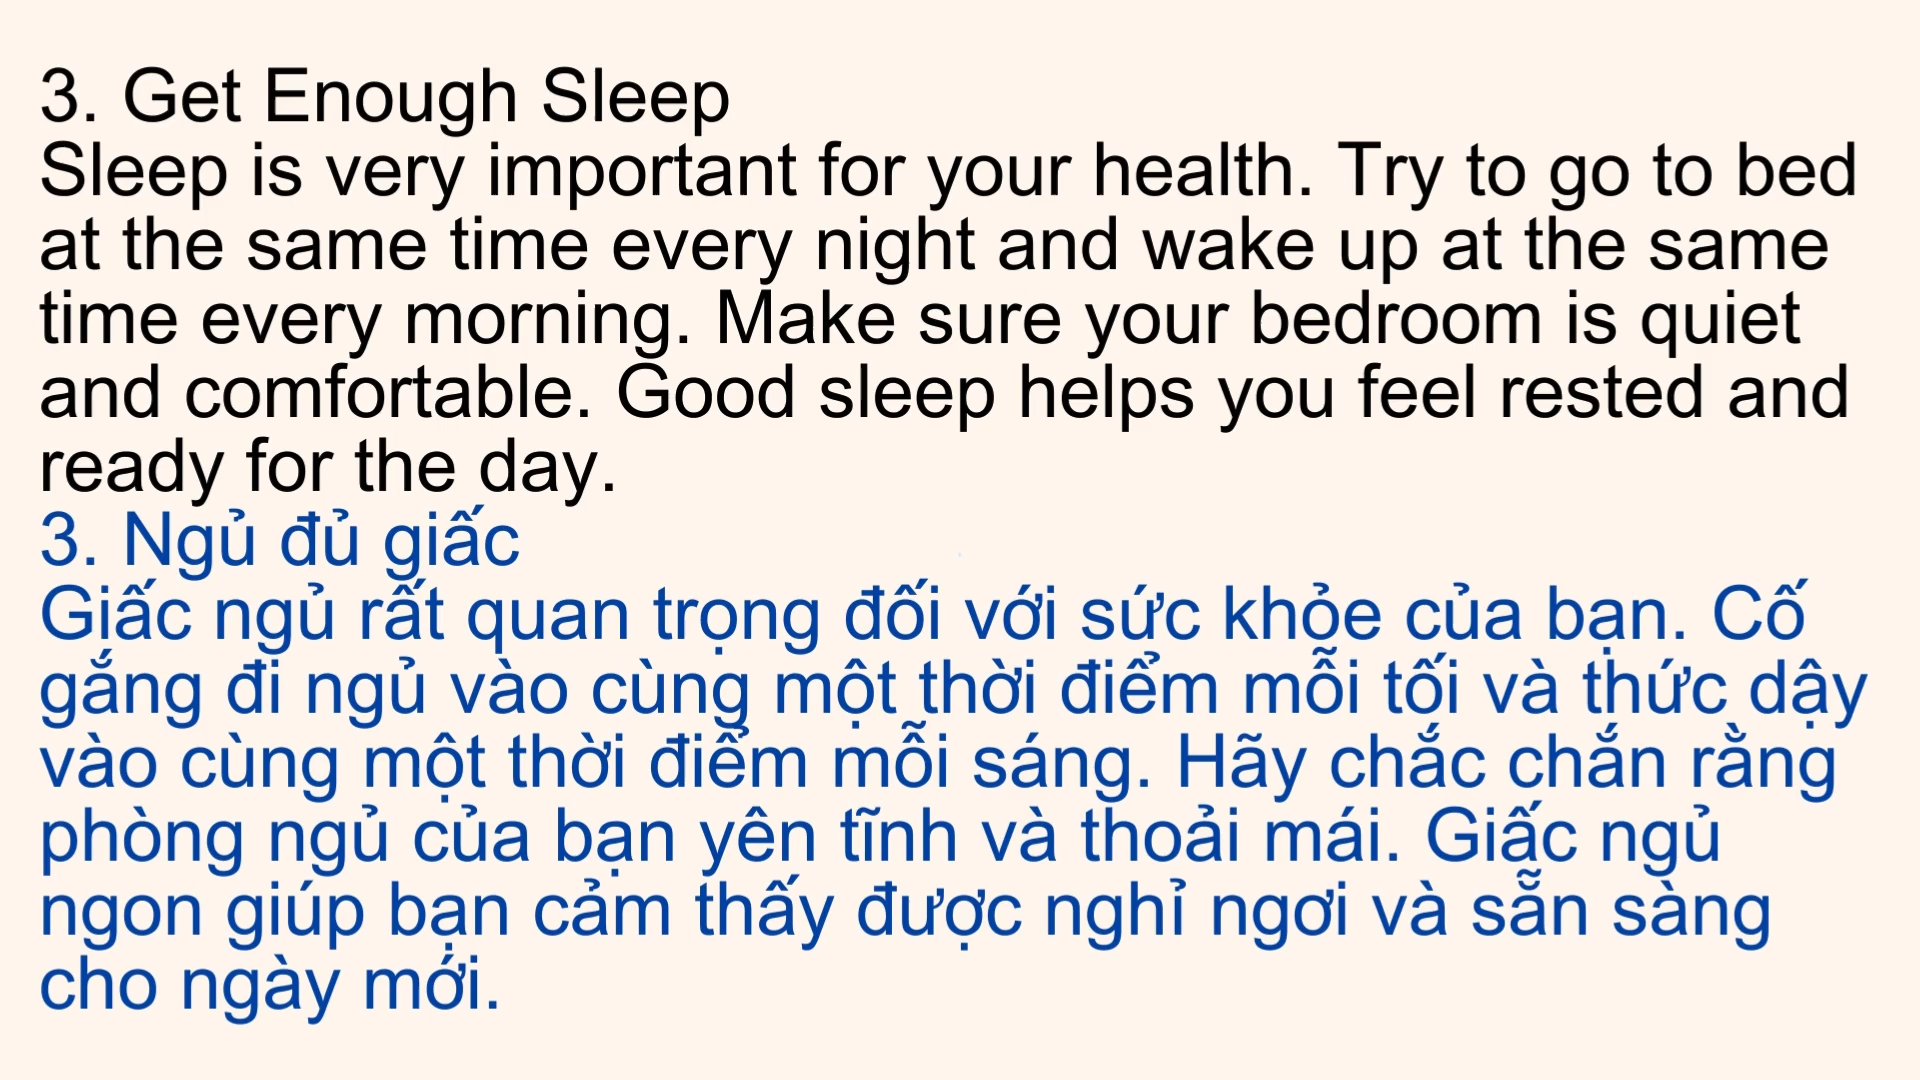 3. Get Enough Sleep
Sleep is very important for your health. Try to go to bed
at the same time every night and wake up at the same
time every morning. Make sure your bedroom is quiet
and comfortable. Good sleep helps you feel rested and
ready for the day.
3. Ngủ đủ giấc
Giấc ngủ rất quan trọng đối với sức khỏe của bạn. Cố
gắng đi ngủ vào cùng một thời điểm mỗi tối và thức dậy
vào cùng một thời điểm mỗi sáng. Hãy chắc chắn rằng
phòng ngủ của bạn yên tĩnh và thoải mái. Giấc ngủ
ngon giúp bạn cảm thấy được nghỉ ngơi và sẵn sàng
cho ngày mới.